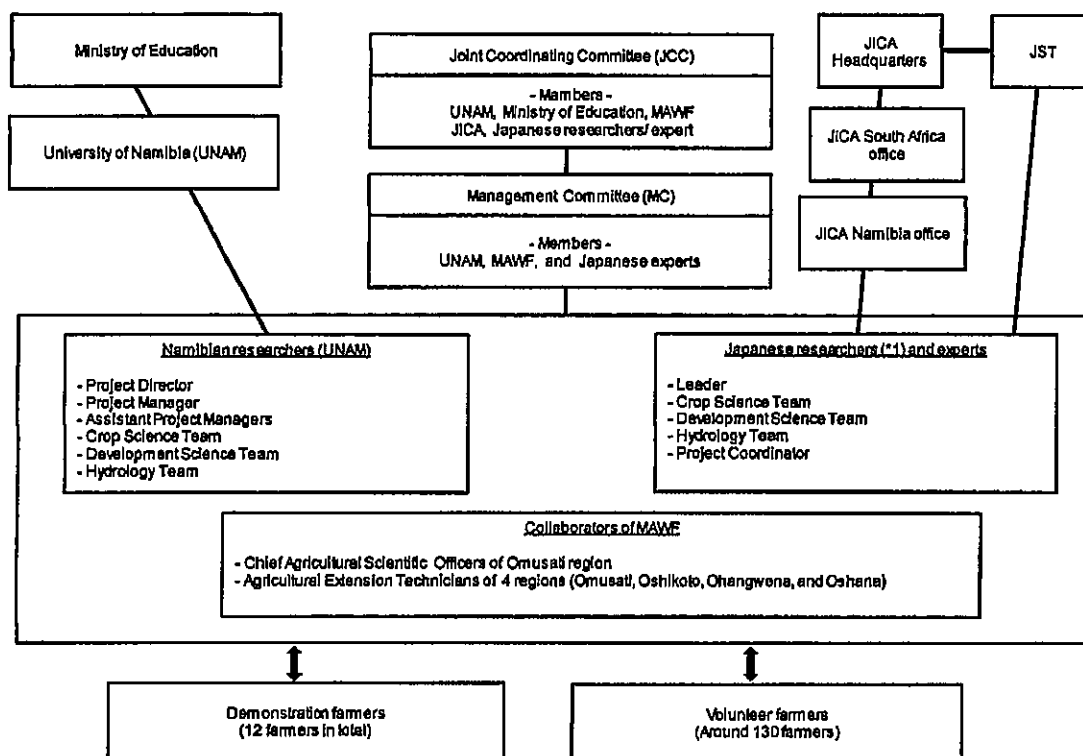 Ministry of Education
University of Namibia (UNAM)
Joint Coordinating Committee (JCC)
- Mambers -
UNAM, Ministry of Education, MAWF
JICA, Japanese researchers/ expert
Management Committee (MC)
- Members -
UNAM, MAWF, and Japanese experts
JICA
Headquarters
JST
JICA South Africa
office
JICA Namibia office
Namibian researchers (UNAM)
- Project Director
- Project Manager
- Assistant Project Managers
- Crop Science Team
- Development Science Team
- Hydrology Team
Japanese researchers (*1) and experts
- Leader
- Crop Science Team
- Development Science Team
- Hydrology Team
- Project Coordinator
Collaborators of MAWF
- Chief Agricultural Scientific Officers of Omusati region
- Agricultural Extension Technicians of 4 regions (Omusati, Oshikoto, Ohangwena, and Oshana)
Demonstration farmers
(12 farmers in total)
Volunteer farmers
(Around 130 farmers)